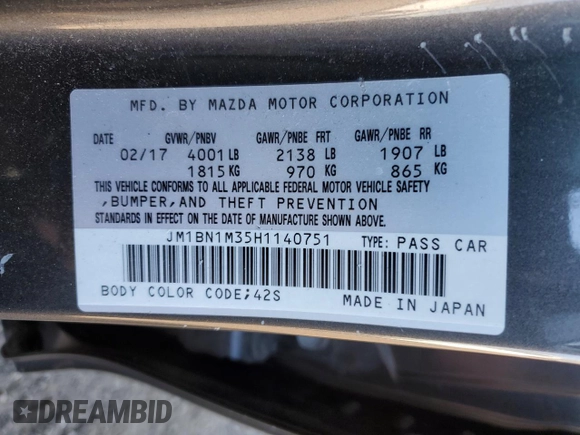 MFD. BY MAZDA MOTOR CORPORATION
DATE GVWR/PNBV GAWR/PNBE FRT GAWR/PNBE RR
02/17 4001 LB 2138 LB 1907 LB
1815 KG 970 KG 865 KG
THIS VEHICLE CONFORMS TO ALL APPLICABLE FEDERAL MOTOR VEHICLE SAFETY
,BUMPER,AND THEFT PREVENTION
STANDARDS IN EFFECT ON THE DATE OF MANUFACTURE SHOWN ABOVE.
JM1BN1M35H1140751 TYPE: PASS CAR
BODY COLOR CODE;42S MADE IN JAPAN
DREAMBID